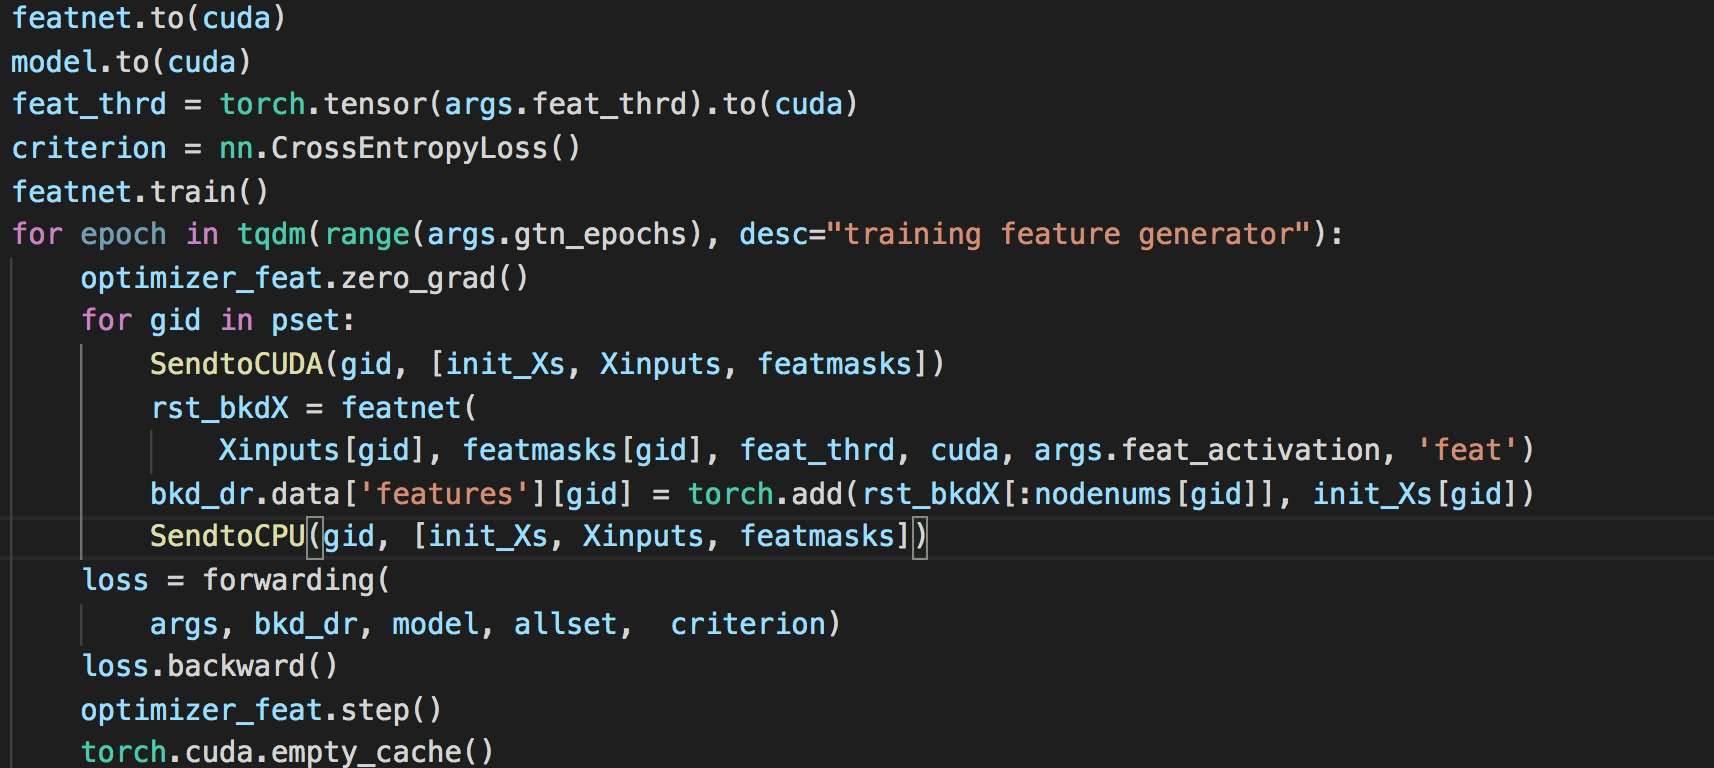 featnet.to(cuda)
model.to(cuda)
feat_thrd = torch.tensor(args.feat_thrd).to(cuda)
criterion = nn.CrossEntropyLoss()
featnet.train()
for epoch in tqdm(range(args.gtn_epochs), desc="training feature generator"):
    optimizer_feat.zero_grad()
    for gid in pset:
        SendtoCUDA(gid, [init_Xs, Xinputs, featmasks])
        rst_bkdX = featnet(
            Xinputs[gid], featmasks[gid], feat_thrd, cuda, args.feat_activation, 'feat')
        bkd_dr.data['features'][gid] = torch.add(rst_bkdX[:nodenums[gid]], init_Xs[gid])
        SendtoCPU(gid, [init_Xs, Xinputs, featmasks])
    loss = forwarding(
        args, bkd_dr, model, allset,  criterion)
    loss.backward()
    optimizer_feat.step()
    torch.cuda.empty_cache()